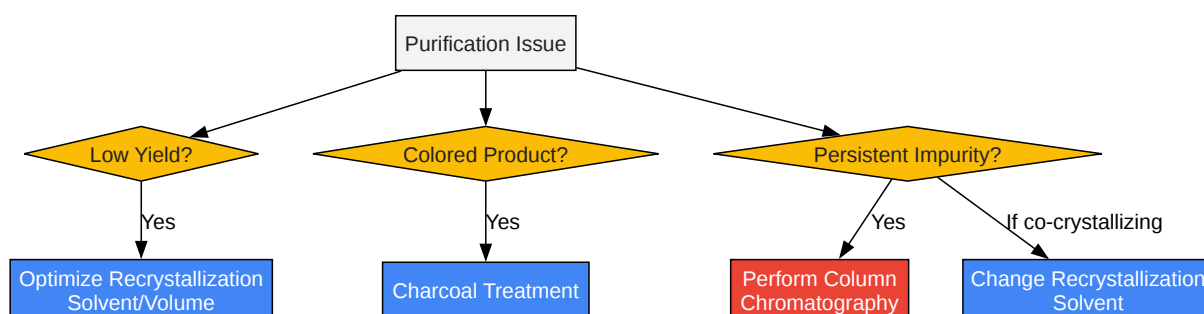 Purification Issue
Low Yield?
Colored Product?
Persistent Impurity?
Yes
Yes
Yes
If co-crystallizing
Optimize Recrystallization
Solvent/Volume
Charcoal Treatment
Perform Column
Chromatography
Change Recrystallization
Solvent